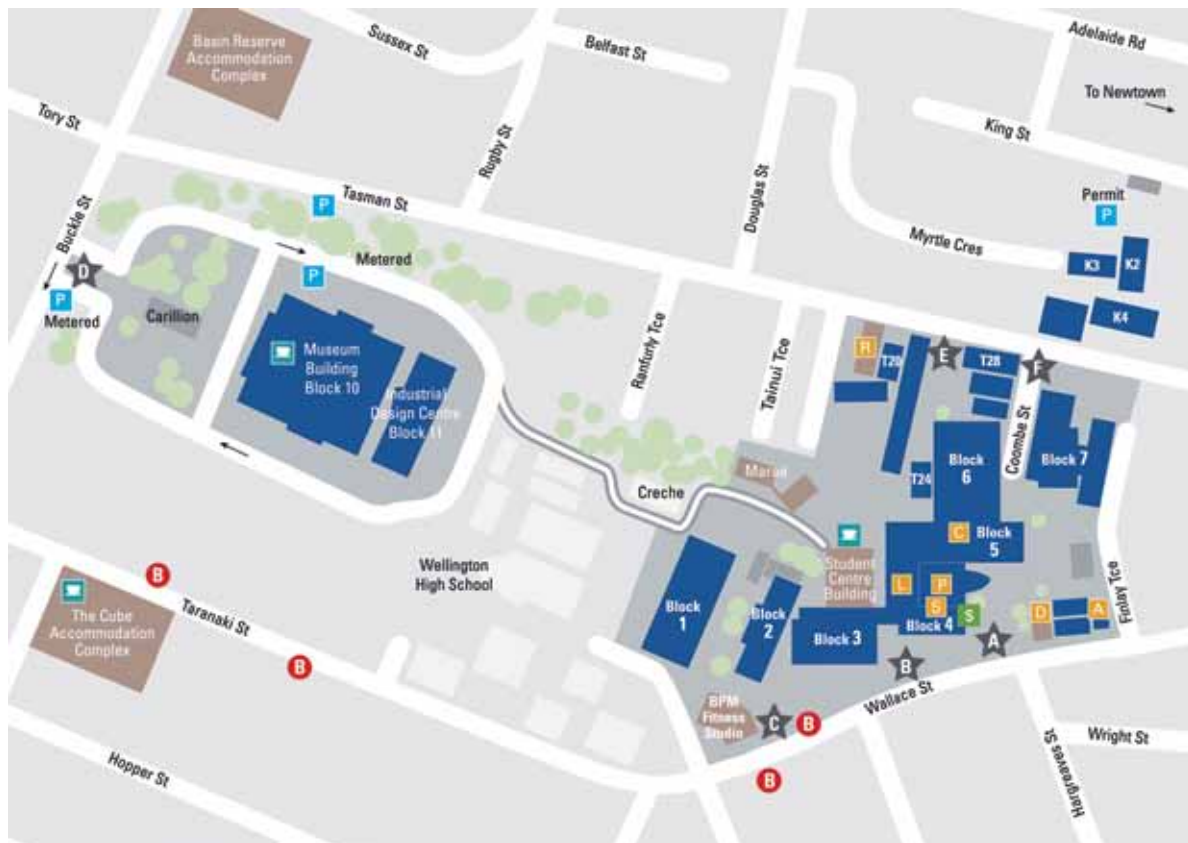 Basin Reserve
Accommodation
Complex
Sussex St
Belfast St
Adelaide Rd
To Newtown
King St
Tory St
Rugby St
Douglas St
Tasman St
P
Permit
P
Buckle St
Metered
Myrtle Cres
K3
K2
D
P
P
Metered
Carillion
K4
Museum
Building
Block 10
Industrial
Design Centre
Block 11
Ranfurly Tce
Tainui Tce
R
T20
E
T28
F
Coombe St
Block
6
Block 7
Marae
T24
Creche
C
Block
5
Wellington
High School
Student
Centre
Building
L
P
S
S
D
A
Finlay Tce
B
The Cube
Accommodation
Complex
Taranaki St
B
Block
1
Block
2
Block 3
Block 4
A
B
Wallace St
BPM
Fitness
Studio
C
B
B
Hargreaves St
Wright St
Hopper St